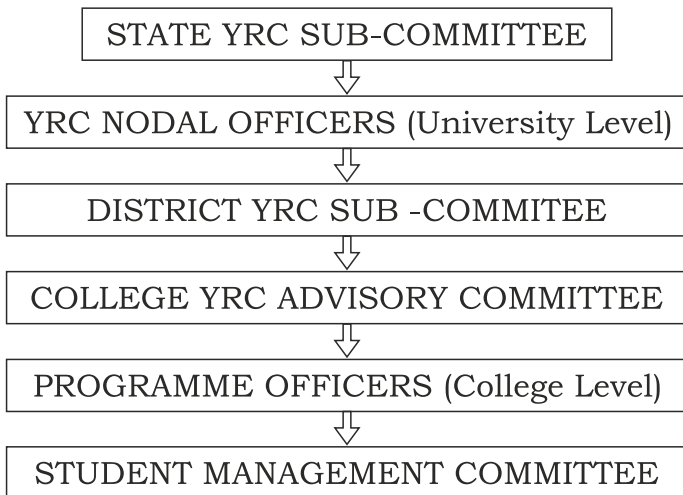 STATE YRC SUB-COMMITTEE
YRC NODAL OFFICERS (University Level)
DISTRICT YRC SUB -COMMITEE
COLLEGE YRC ADVISORY COMMITTEE
PROGRAMME OFFICERS (College Level)
STUDENT MANAGEMENT COMMITTEE